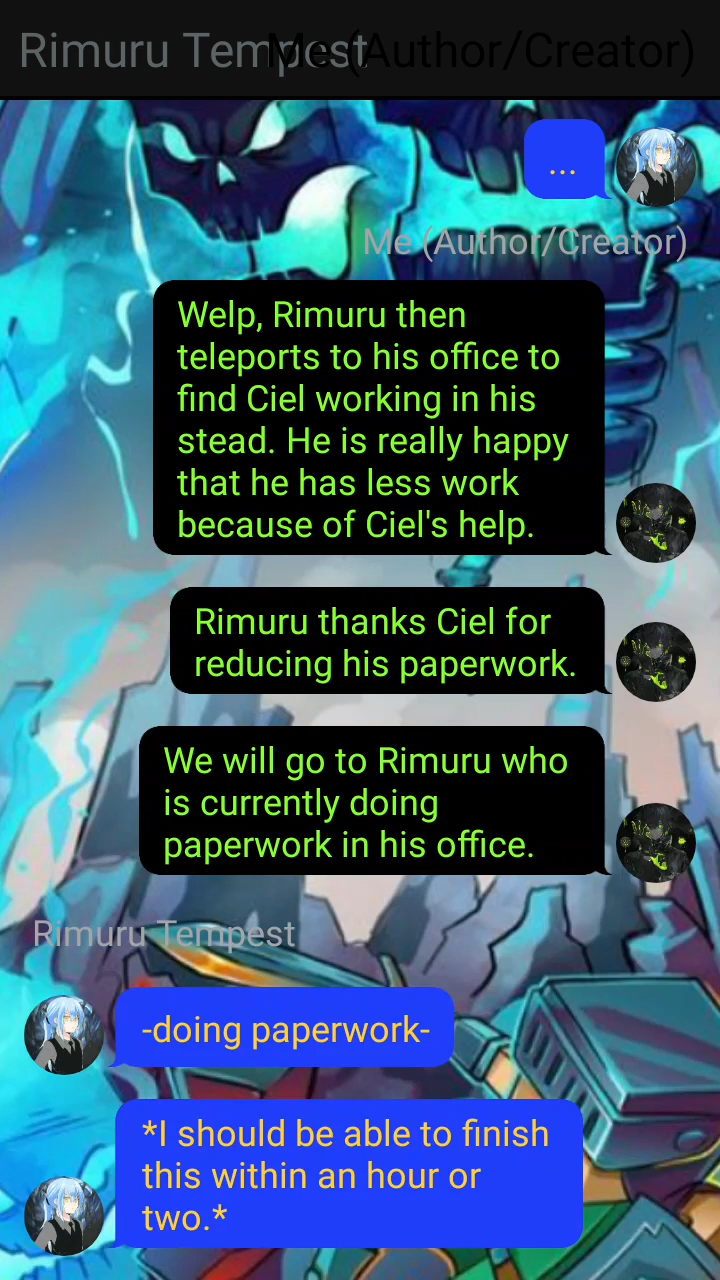 Rimuru Tempest
Me (Author/Creator)
...
Me (Author/Creator)
Welp, Rimuru then
teleports to his office to
find Ciel working in his
stead. He is really happy
that he has less work
because of Ciel's help.
Rimuru thanks Ciel for
reducing his paperwork.
We will go to Rimuru who
is currently doing
paperwork in his office.
Rimuru Tempest
-doing paperwork-
*I should be able to finish
this within an hour or
two.*